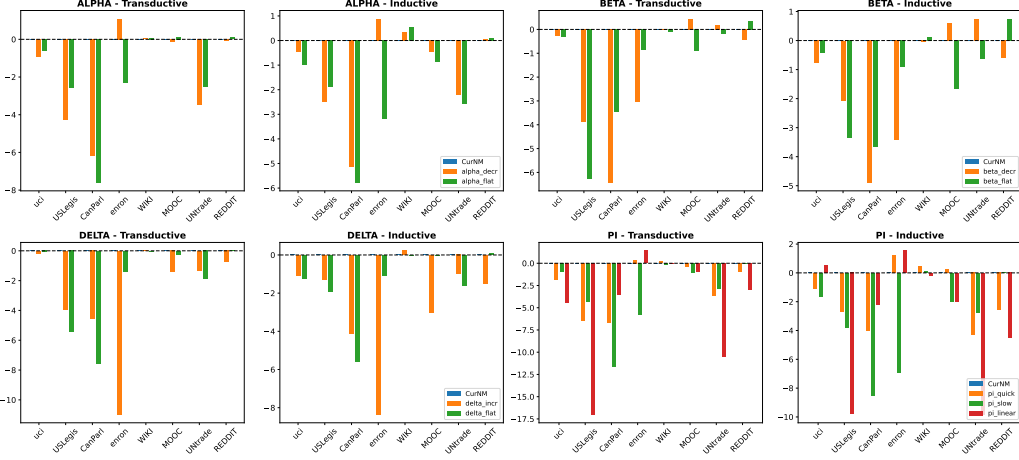 ALPHA - Transductive
0
−2
−4
−6
−8
uci
USLegis
CanParl
enron
WIKI
MOOC
UNtrade
REDDIT
ALPHA - Inductive
1
0
−1
−2
−3
−4
−5
−6
CurNM
alpha_decr
alpha_flat
uci
USLegis
CanParl
enron
WIKI
MOOC
UNtrade
REDDIT
BETA - Transductive
1
0
−1
−2
−3
−4
−5
−6
uci
USLegis
CanParl
enron
WIKI
MOOC
UNtrade
REDDIT
BETA - Inductive
1
0
−1
−2
−3
−4
−5
CurNM
beta_decr
beta_flat
uci
USLegis
CanParl
enron
WIKI
MOOC
UNtrade
REDDIT
DELTA - Transductive
0
−2
−4
−6
−8
−10
uci
USLegis
CanParl
enron
WIKI
MOOC
UNtrade
REDDIT
DELTA - Inductive
0
−2
−4
−6
−8
CurNM
delta_incr
delta_flat
uci
USLegis
CanParl
enron
WIKI
MOOC
UNtrade
REDDIT
PI - Transductive
0.0
−2.5
−5.0
−7.5
−10.0
−12.5
−15.0
−17.5
uci
USLegis
CanParl
enron
WIKI
MOOC
UNtrade
REDDIT
PI - Inductive
2
0
−2
−4
−6
−8
−10
CurNM
pi_quick
pi_slow
pi_linear
uci
USLegis
CanParl
enron
WIKI
MOOC
UNtrade
REDDIT